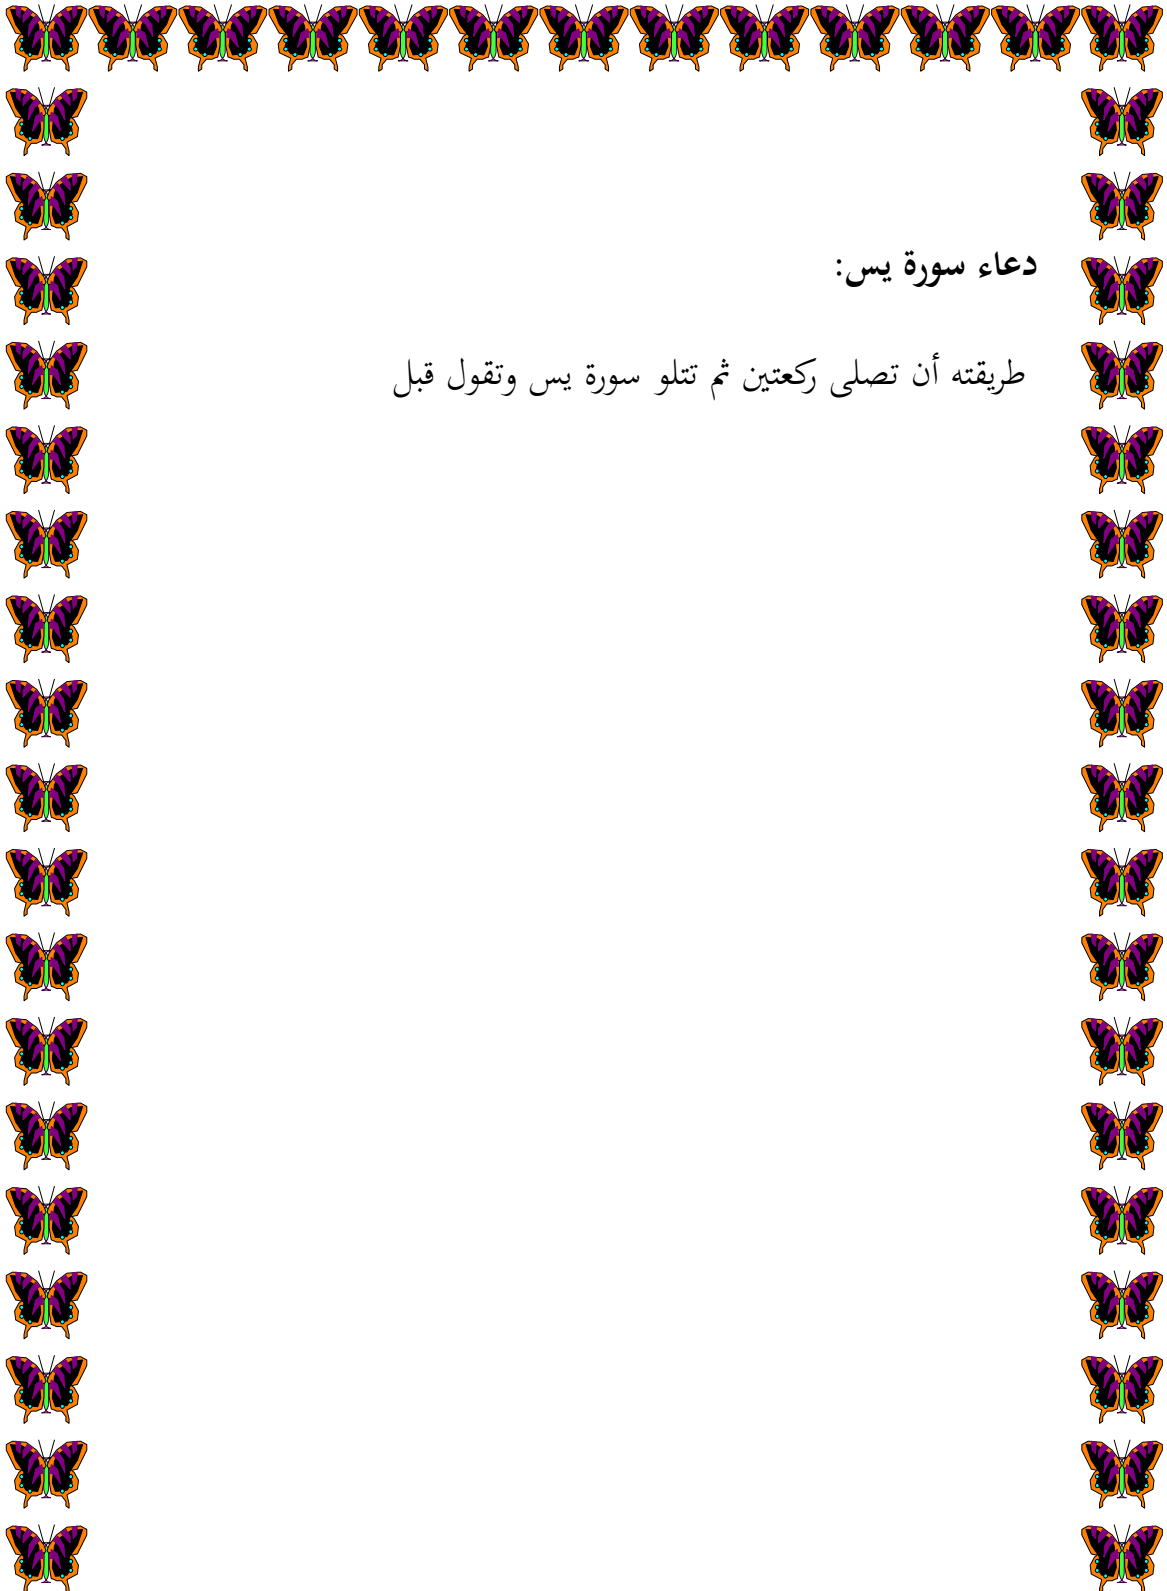 دعاء سورة يس:
طريقته أن تصلى ركعتين ثم تتلو سورة يس وتقول قبل